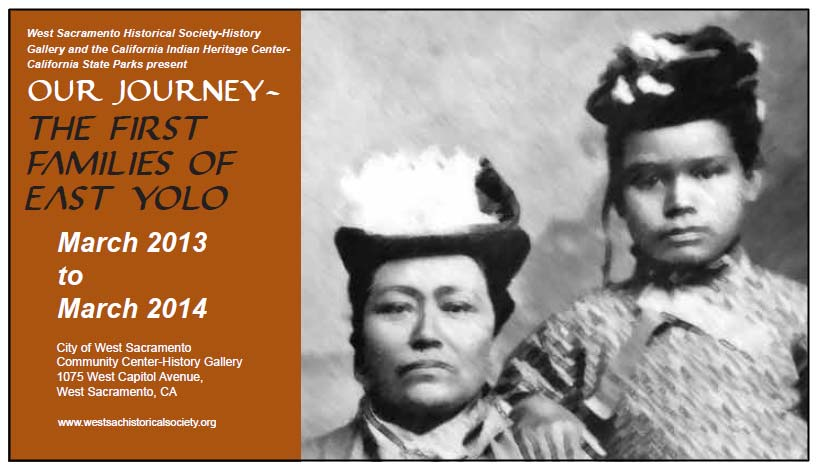 West Sacramento Historical Society-History
Gallery and the California Indian Heritage Center-
California State Parks present
OUR JOURNEY~
THE FIRST
FAMILIES OF
EAST YOLO
March 2013
to
March 2014
City of West Sacramento
Community Center-History Gallery
1075 West Capitol Avenue,
West Sacramento, CA
www.westsachistoricalsociety.org